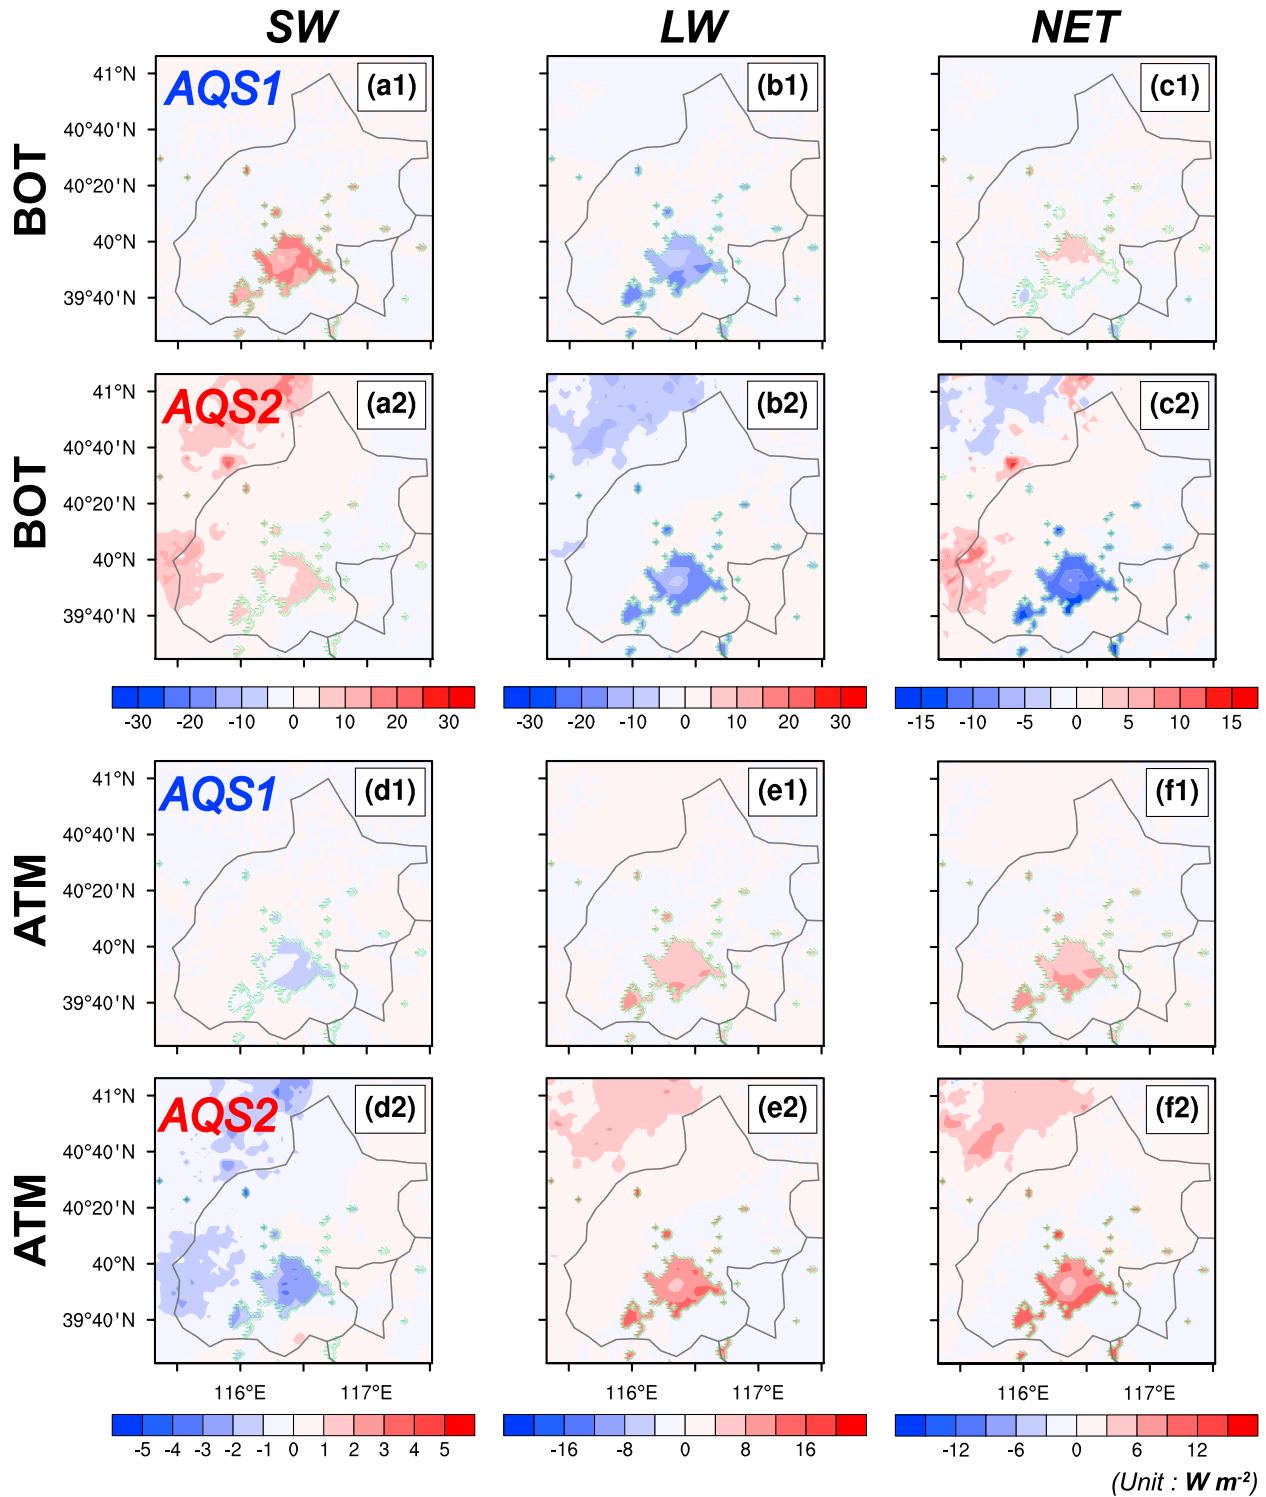 SW LW NET
BOT
AQS1 (a1) (b1) (c1)
41°N
40°40'N
40°20'N
40°N
39°40'N
BOT
AQS2 (a2) (b2) (c2)
41°N
40°40'N
40°20'N
40°N
39°40'N
-30 -20 -10 0 10 20 30
-30 -20 -10 0 10 20 30
-15 -10 -5 0 5 10 15
ATM
AQS1 (d1) (e1) (f1)
41°N
40°40'N
40°20'N
40°N
39°40'N
ATM
AQS2 (d2) (e2) (f2)
41°N
40°40'N
40°20'N
40°N
39°40'N
116°E 117°E 116°E 117°E 116°E 117°E
-5 -4 -3 -2 -1 0 1 2 3 4 5
-16 -8 0 8 16
-12 -6 0 6 12
(Unit : W m⁻²)